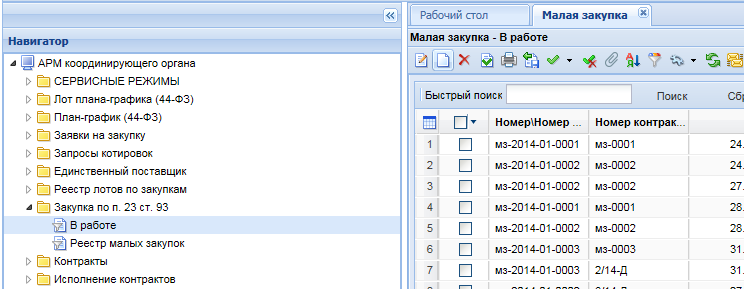 Навигатор
АРМ координирующего органа
СЕРВИСНЫЕ РЕЖИМЫ
Лот плана-графика (44-ФЗ)
План-график (44-ФЗ)
Заявки на закупку
Запросы котировок
Единственный поставщик
Реестр лотов по закупкам
Закупка по п. 23 ст. 93
В работе
Реестр малых закупок
Контракты
Исполнение контрактов
Рабочий стол Малая закупка
Малая закупка - В работе
Быстрый поиск Поиск
Номер\Номер ... Номер контрак...
1 мз-2014-01-0001 мз-0001 24.
2 мз-2014-01-0002 мз-0002 24.
3 мз-2014-01-0002 мз-0002 27.
4 мз-2014-01-0001 мз-0001 28.
5 мз-2014-01-0002 мз-0002 28.
6 мз-2014-01-0003 мз-0003 31.
7 мз-2014-01-0003 2/14-Д 31.